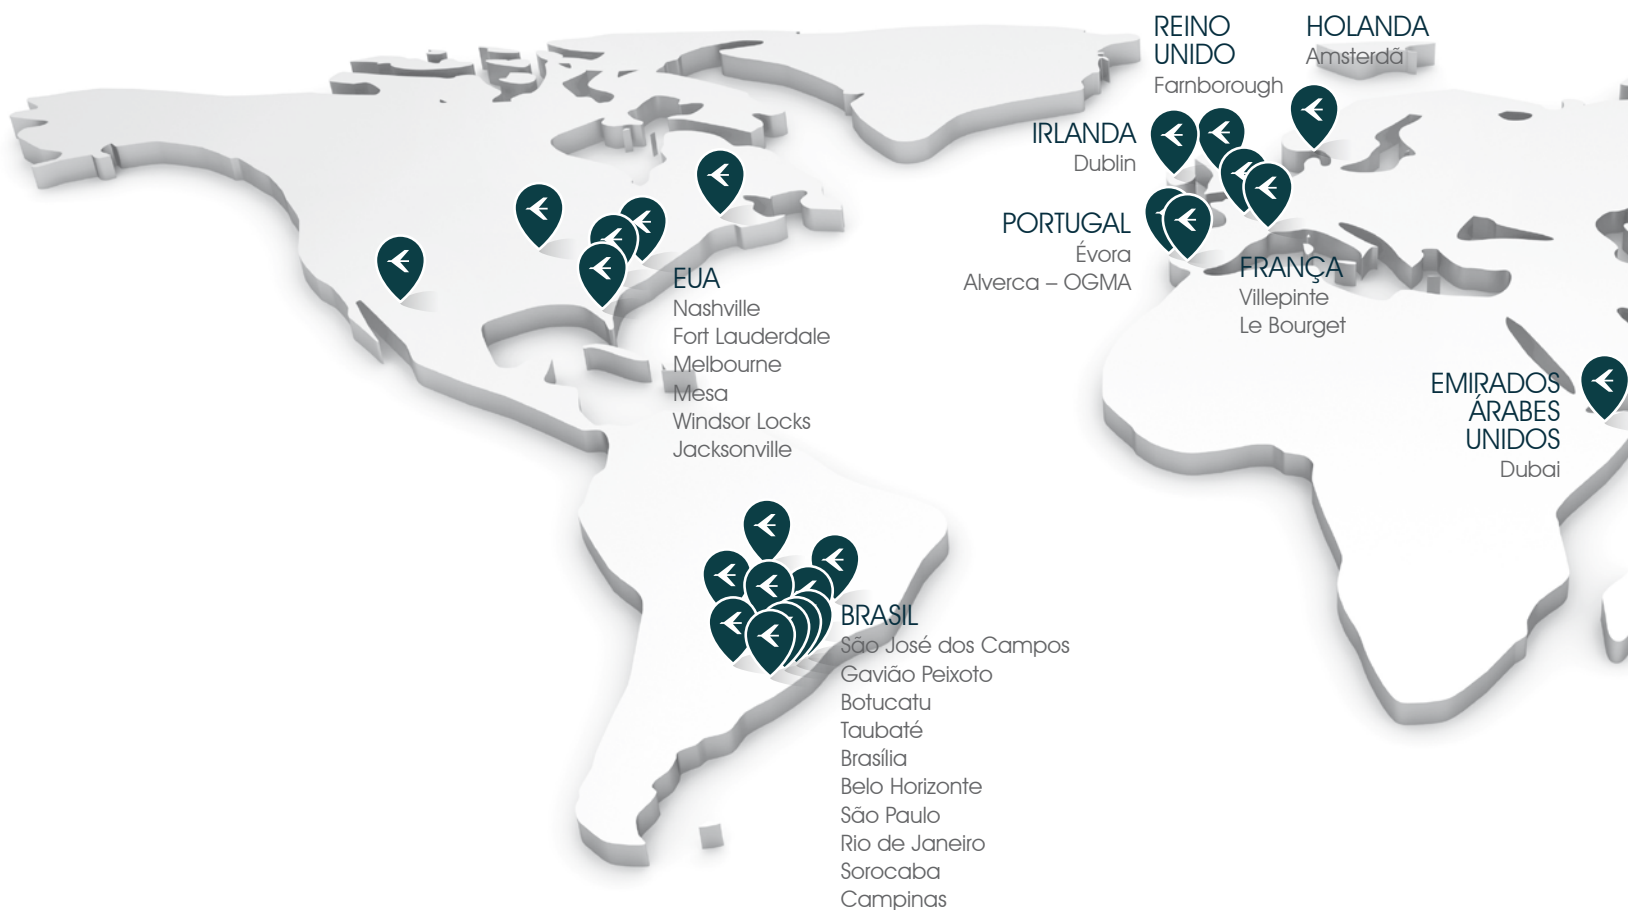 REINO
UNIDO
Farnborough
HOLANDA
Amsterdã
IRLANDA
Dublin
PORTUGAL
Évora
Alverca – OGMA
FRANÇA
Villepinte
Le Bourget
EUA
Nashville
Fort Lauderdale
Melbourne
Mesa
Windsor Locks
Jacksonville
EMIRADOS
ÁRABES
UNIDOS
Dubai
BRASIL
São José dos Campos
Gavião Peixoto
Botucatu
Taubaté
Brasília
Belo Horizonte
São Paulo
Rio de Janeiro
Sorocaba
Campinas